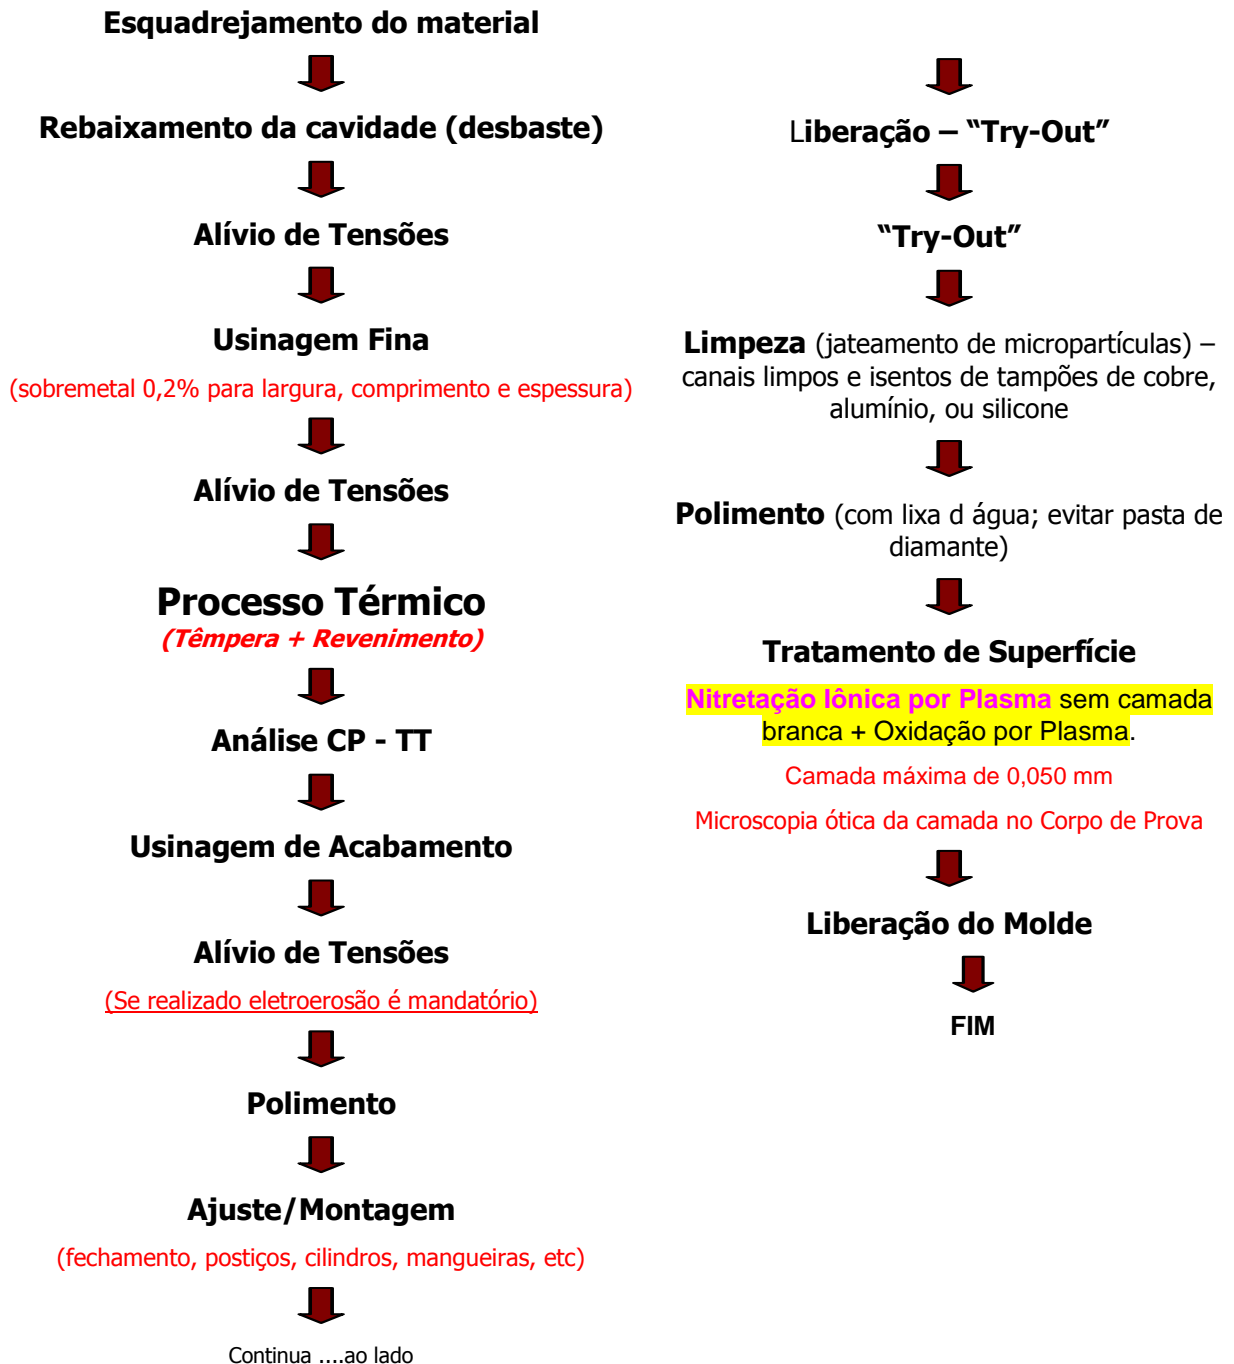 Esquadrejamento do material
Rebaixamento da cavidade (desbaste)
Alívio de Tensões
Usinagem Fina
(sobremetal 0,2% para largura, comprimento e espessura)
Alívio de Tensões
Processo Térmico
(Têmpera + Revenimento)
Análise CP - TT
Usinagem de Acabamento
Alívio de Tensões
(Se realizado eletroerosão é mandatório)
Polimento
Ajuste/Montagem
(fechamento, postiços, cilindros, mangueiras, etc)
Continua ....ao lado
Liberação – “Try-Out”
“Try-Out”
Limpeza (jateamento de micropartículas) –
canais limpos e isentos de tampões de cobre,
alumínio, ou silicone
Polimento (com lixa d água; evitar pasta de
diamante)
Tratamento de Superfície
Nitretação Iônica por Plasma sem camada
branca + Oxidação por Plasma.
Camada máxima de 0,050 mm
Microscopia ótica da camada no Corpo de Prova
Liberação do Molde
FIM